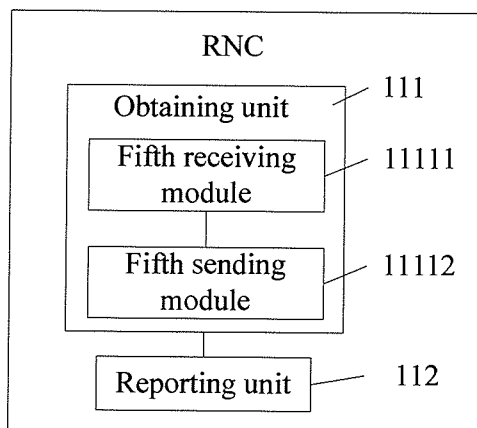 RNC
Obtaining unit
111
Fifth receiving
module
11111
Fifth sending
module
11112
Reporting unit
112